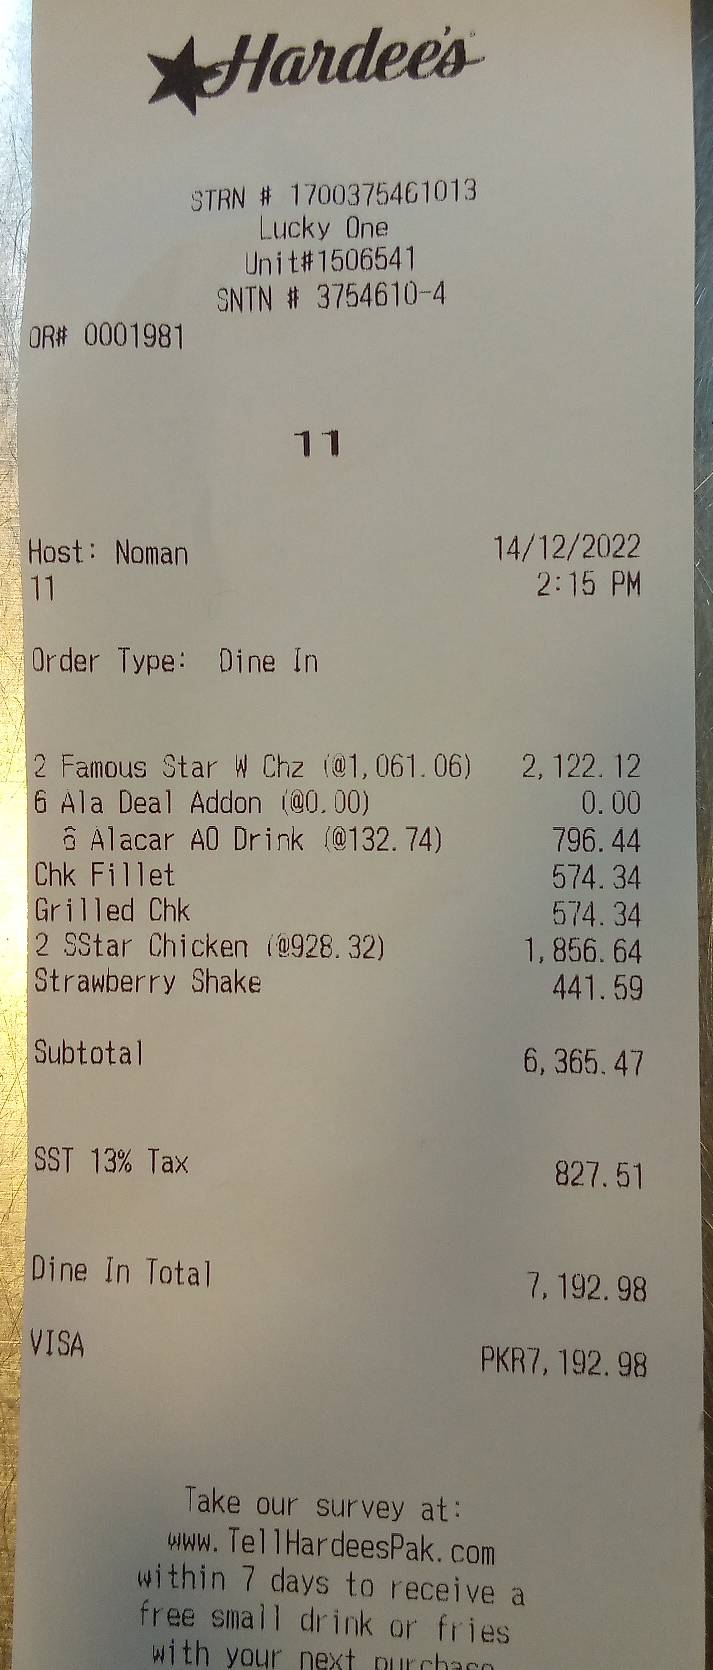 Hardee's
STRN # 1700375461013
Lucky One
Unit#1506541
SNTN # 3754610-4
OR# 0001981
11
Host: Noman 14/12/2022
11 2:15 PM
Order Type: Dine In
2 Famous Star W Chz (@1,061.06) 2,122.12
6 Ala Deal Addon (@0.00) 0.00
6 Alacar AO Drink (@132.74) 796.44
Chk Fillet 574.34
Grilled Chk 574.34
2 SStar Chicken (@928.32) 1,856.64
Strawberry Shake 441.59
Subtotal 6,365.47
SST 13% Tax 827.51
Dine In Total 7,192.98
VISA PKR7,192.98
Take our survey at:
www.TellHardeesPak.com
within 7 days to receive a
free small drink or fries
with your next purchase